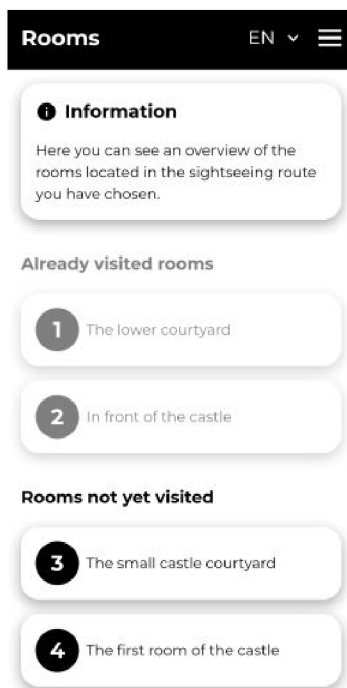 Rooms EN
Information
Here you can see an overview of the
rooms located in the sightseeing route
you have chosen.
Already visited rooms
1 The lower courtyard
2 In front of the castle
Rooms not yet visited
3 The small castle courtyard
4 The first room of the castle